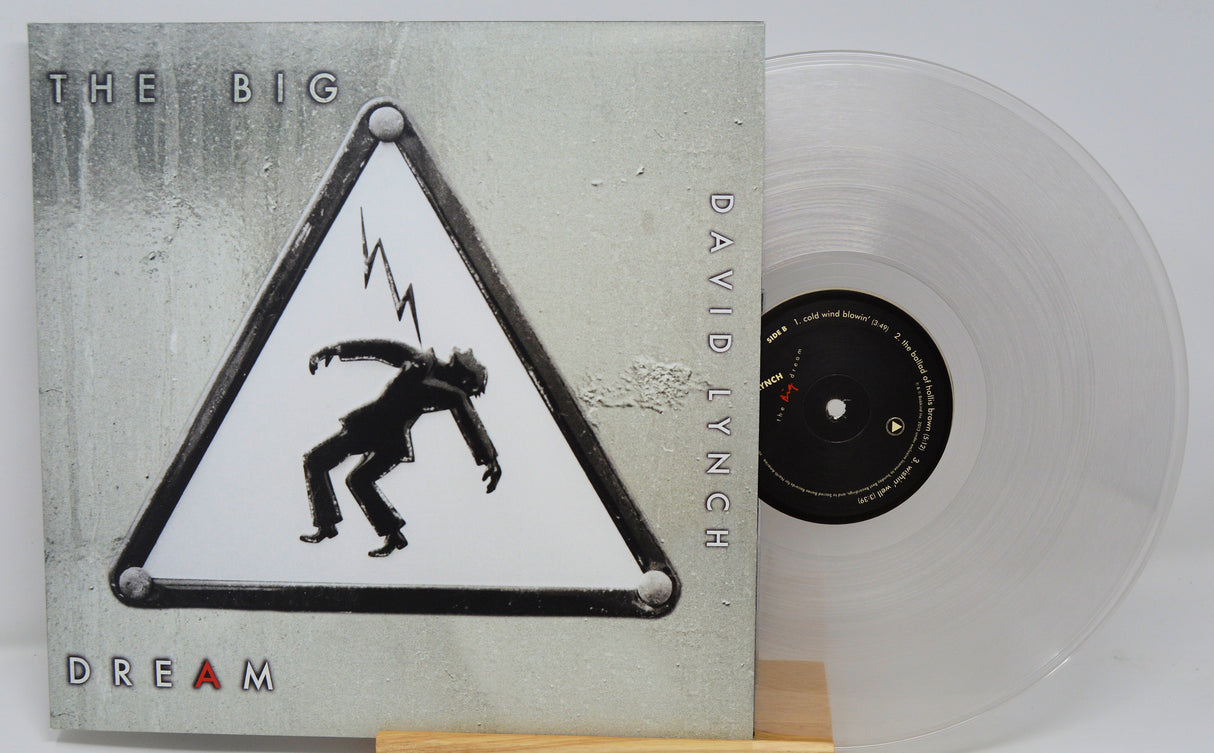 THE BIG
DREAM
DAVID LYNCH
LYNCH
the Big dream
SIDE B
1. cold wind blowin' (3:49)
2. the ballad of hollis brown (5:12)
3. wishin' well (3:39)